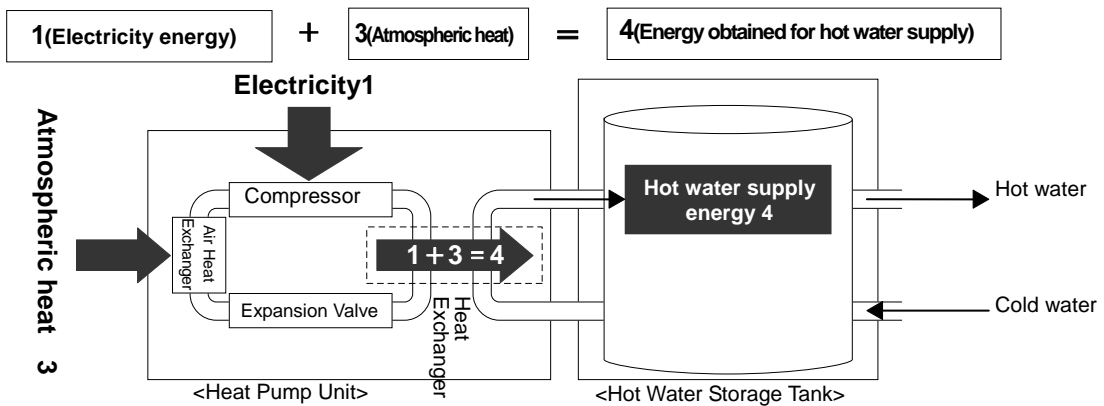 1(Electricity energy) + 3(Atmospheric heat) = 4(Energy obtained for hot water supply)
Electricity1
Atmospheric heat 3
Compressor
Air Heat
Exchanger
1+3=4
Expansion Valve
Heat
Exchanger
<Heat Pump Unit>
Hot water supply
energy 4
Hot water
Cold water
<Hot Water Storage Tank>